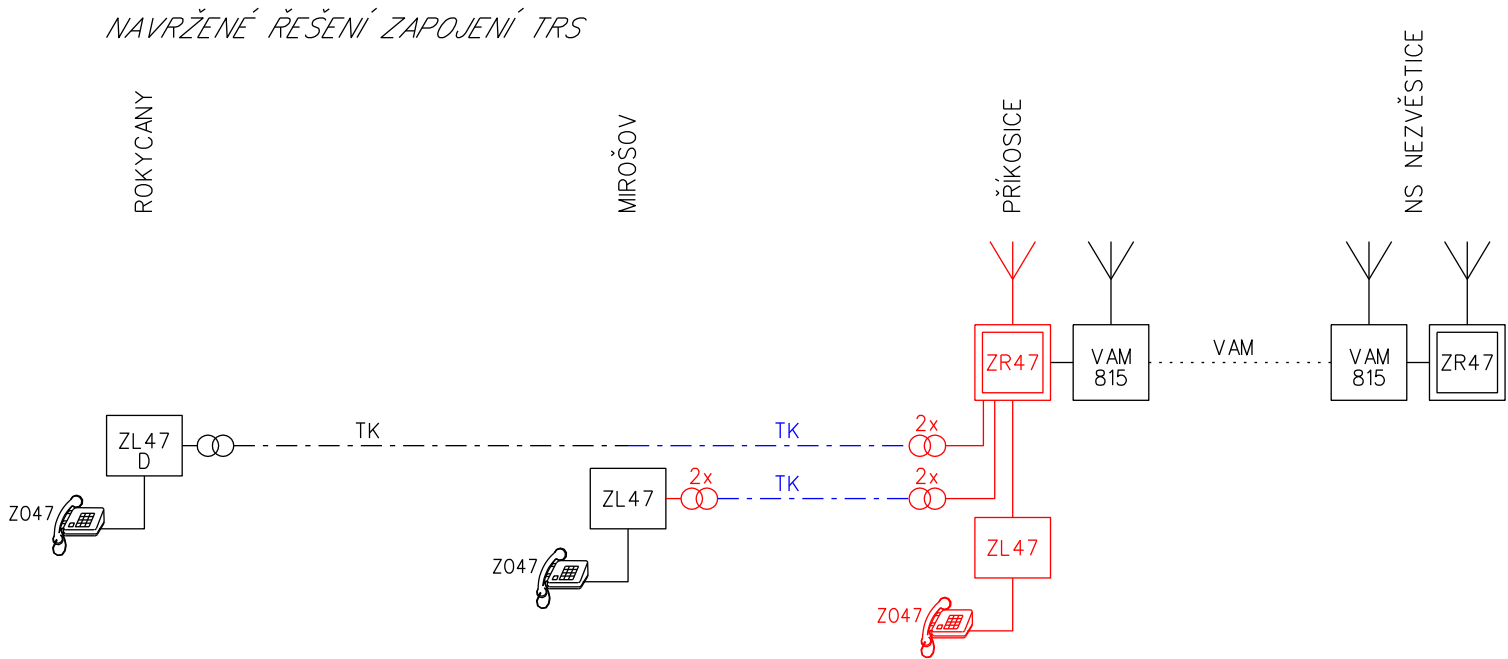 NAVRŽENÉ ŘEŠENÍ ZAPOJENÍ TRS
ROKYCANY
MIROŠOV
PŘÍKOSICE
NS NEZVĚSTICE
ZR47
VAM
815
VAM
VAM
815
ZR47
ZL47
D
TK
TK
2x
ZL47
2x
TK
2x
ZO47
ZO47
ZL47
ZO47